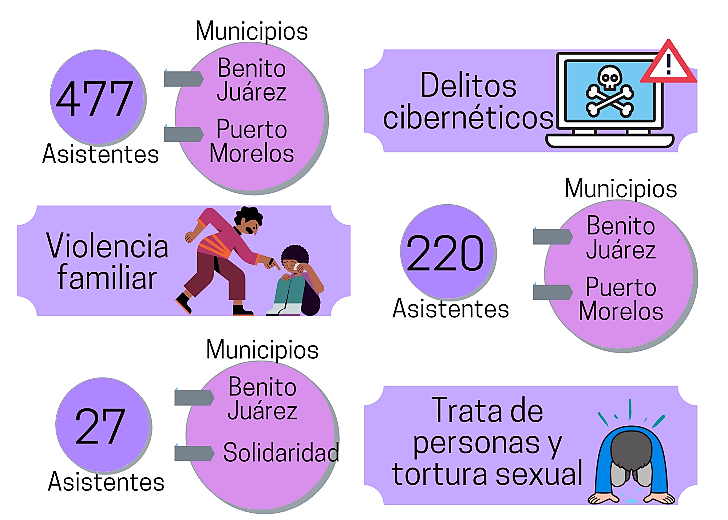 Municipios
477
Asistentes
Benito
Juárez
Puerto
Morelos
Delitos
cibernéticos
!
Violencia
familiar
Municipios
220
Asistentes
Benito
Juárez
Puerto
Morelos
Municipios
27
Asistentes
Benito
Juárez
Solidaridad
Trata de
personas y
tortura sexual